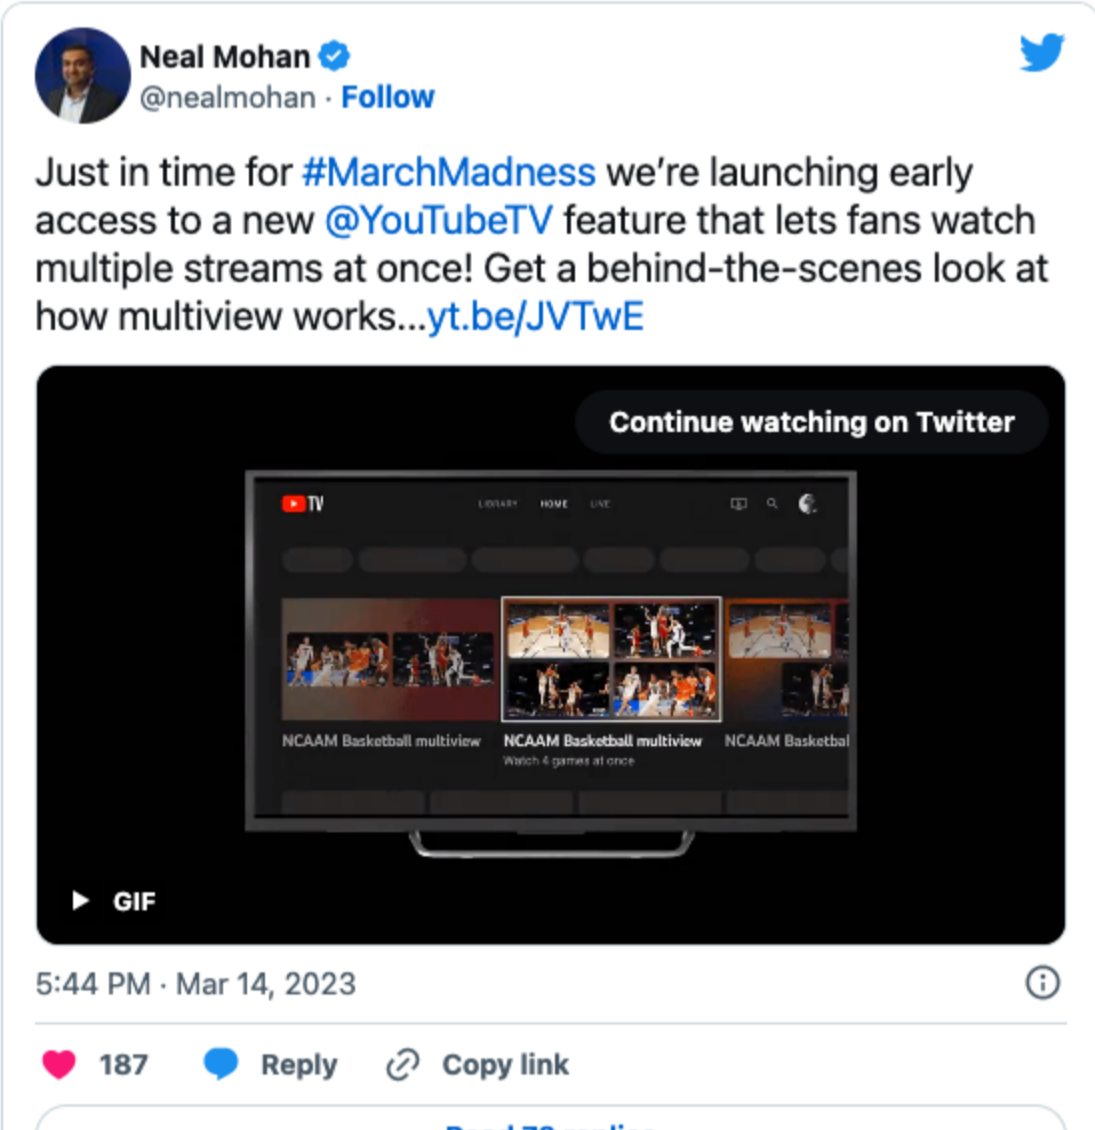 Neal Mohan
@nealmohan · Follow
Just in time for #MarchMadness we're launching early
access to a new @YouTubeTV feature that lets fans watch
multiple streams at once! Get a behind-the-scenes look at
how multiview works...yt.be/JVTwE
Continue watching on Twitter
TV
LIBRARY HOME LIVE
NCAAM Basketball multiview
NCAAM Basketball multiview
Watch 4 games at once
NCAAM Basketbal
GIF
5:44 PM · Mar 14, 2023
187 Reply Copy link